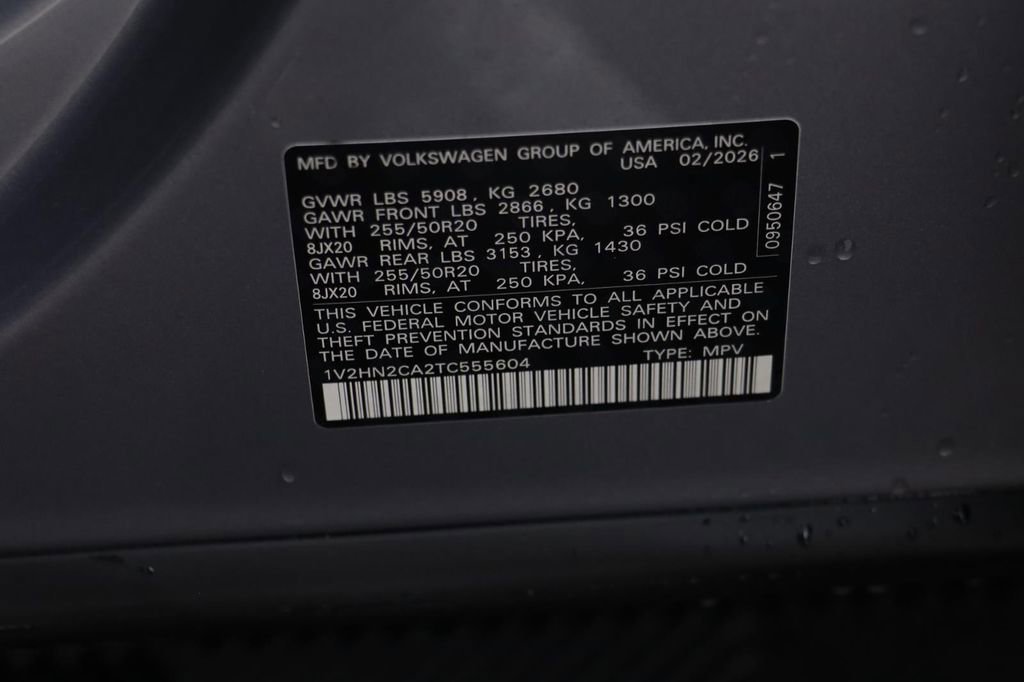 MFD BY VOLKSWAGEN GROUP OF AMERICA, INC.
USA 02/2026
GVWR LBS 5908, KG 2680
GAWR FRONT LBS 2866, KG 1300
WITH 255/50R20 TIRES,
8JX20 RIMS, AT 250 KPA, 36 PSI COLD
GAWR REAR LBS 3153, KG 1430
WITH 255/50R20 TIRES,
8JX20 RIMS, AT 250 KPA, 36 PSI COLD
THIS VEHICLE CONFORMS TO ALL APPLICABLE
U.S. FEDERAL MOTOR VEHICLE SAFETY AND
THEFT PREVENTION STANDARDS IN EFFECT ON
THE DATE OF MANUFACTURE SHOWN ABOVE.
1V2HN2CA2TC555604 TYPE: MPV
0950647 1